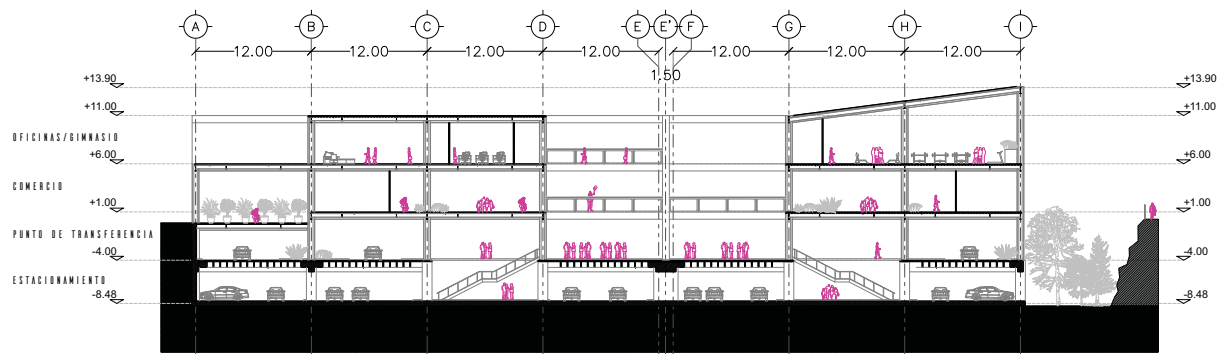 A B C D E E' F G H I
12.00 12.00 12.00 12.00 12.00 12.00 12.00
1.50
+13.90 +13.90
+11.00 +11.00
OFICINAS/GIMNASIO
+6.00 +6.00
COMERCIO
+1.00 +1.00
PUNTO DE TRANSFERENCIA
-4.00 -4.00
ESTACIONAMIENTO
-8.48 -8.48